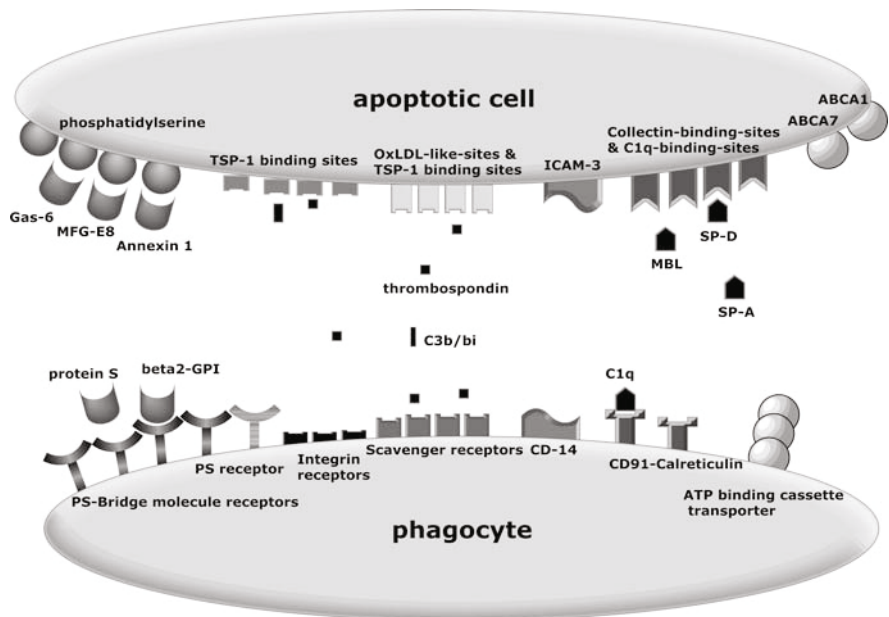 apoptotic cell
ABCA1
ABCA7
phosphatidylserine
TSP-1 binding sites
OxLDL-like-sites &
TSP-1 binding sites
ICAM-3
Collectin-binding-sites
& C1q-binding-sites
Gas-6
MFG-E8
Annexin 1
SP-D
MBL
SP-A
thrombospondin
C3b/bi
protein S
beta2-GPI
C1q
PS-Bridge molecule receptors
PS receptor
Integrin
receptors
Scavenger receptors
CD-14
CD91-Calreticulin
ATP binding cassette
transporter
phagocyte